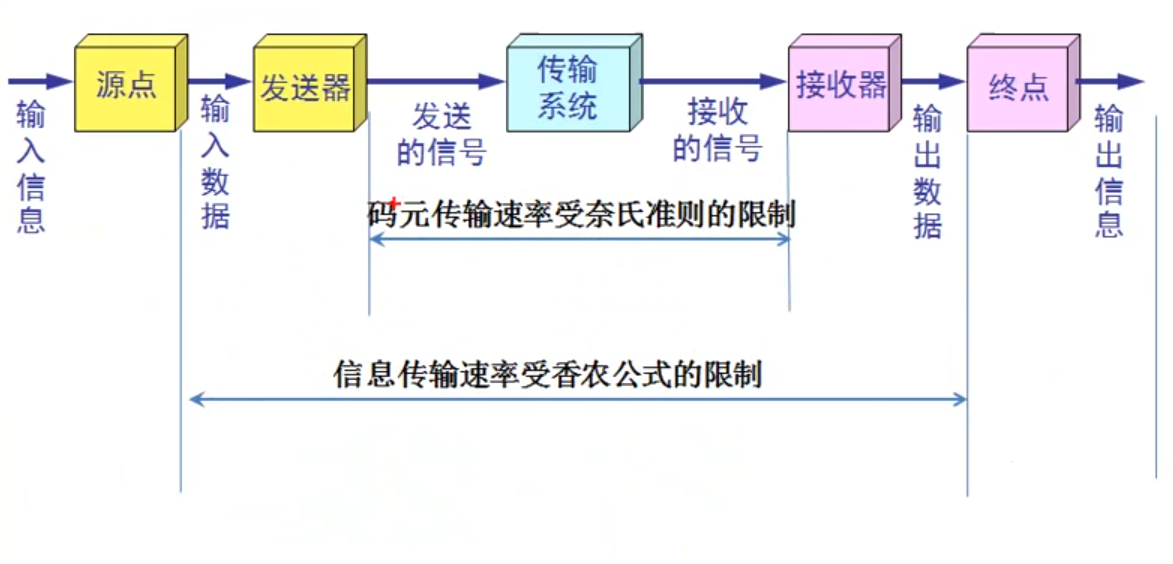 源点
发送器
传输
系统
接收器
终点
输入信息
输入数据
发送
的信号
接收
的信号
输出数据
输出信息
码元传输速率受奈氏准则的限制
信息传输速率受香农公式的限制